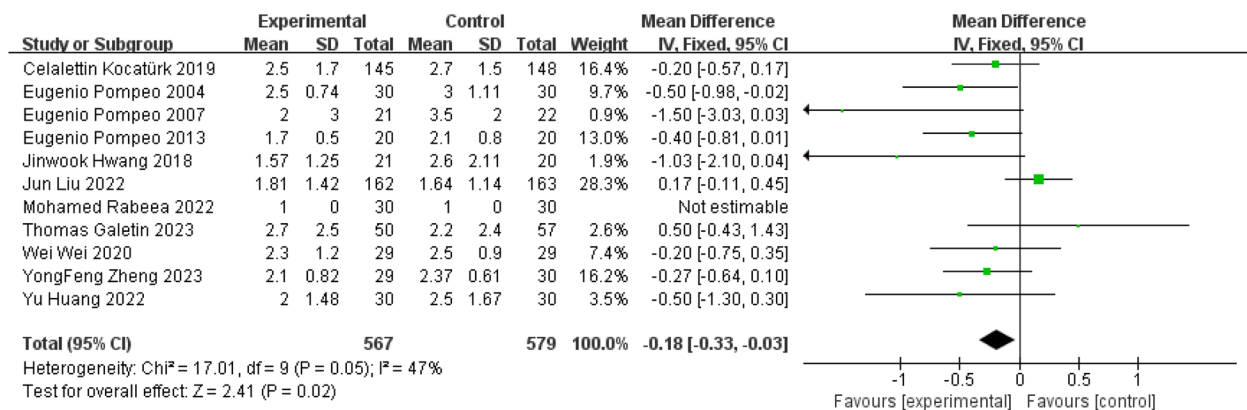 Experimental Control Mean Difference Mean Difference
Study or Subgroup Mean SD Total Mean SD Total Weight IV, Fixed, 95% CI IV, Fixed, 95% CI
Celalettin Kocatürk 2019 2.5 1.7 145 2.7 1.5 148 16.4% -0.20 [-0.57, 0.17]
Eugenio Pompeo 2004 2.5 0.74 30 3 1.11 30 9.7% -0.50 [-0.98, -0.02]
Eugenio Pompeo 2007 2 3 21 3.5 2 22 0.9% -1.50 [-3.03, 0.03]
Eugenio Pompeo 2013 1.7 0.5 20 2.1 0.8 20 13.0% -0.40 [-0.81, 0.01]
Jinwook Hwang 2018 1.57 1.25 21 2.6 2.11 20 1.9% -1.03 [-2.10, 0.04]
Jun Liu 2022 1.81 1.42 162 1.64 1.14 163 28.3% 0.17 [-0.11, 0.45]
Mohamed Rabeea 2022 1 0 30 1 0 30 Not estimable
Thomas Galetin 2023 2.7 2.5 50 2.2 2.4 57 2.6% 0.50 [-0.43, 1.43]
Wei Wei 2020 2.3 1.2 29 2.5 0.9 29 7.4% -0.20 [-0.75, 0.35]
YongFeng Zheng 2023 2.1 0.82 29 2.37 0.61 30 16.2% -0.27 [-0.64, 0.10]
Yu Huang 2022 2 1.48 30 2.5 1.67 30 3.5% -0.50 [-1.30, 0.30]
Total (95% CI) 567 579 100.0% -0.18 [-0.33, -0.03]
Heterogeneity: Chi² = 17.01, df = 9 (P = 0.05); I² = 47%
Test for overall effect: Z = 2.41 (P = 0.02)
-1 -0.5 0 0.5 1
Favours [experimental] Favours [control]